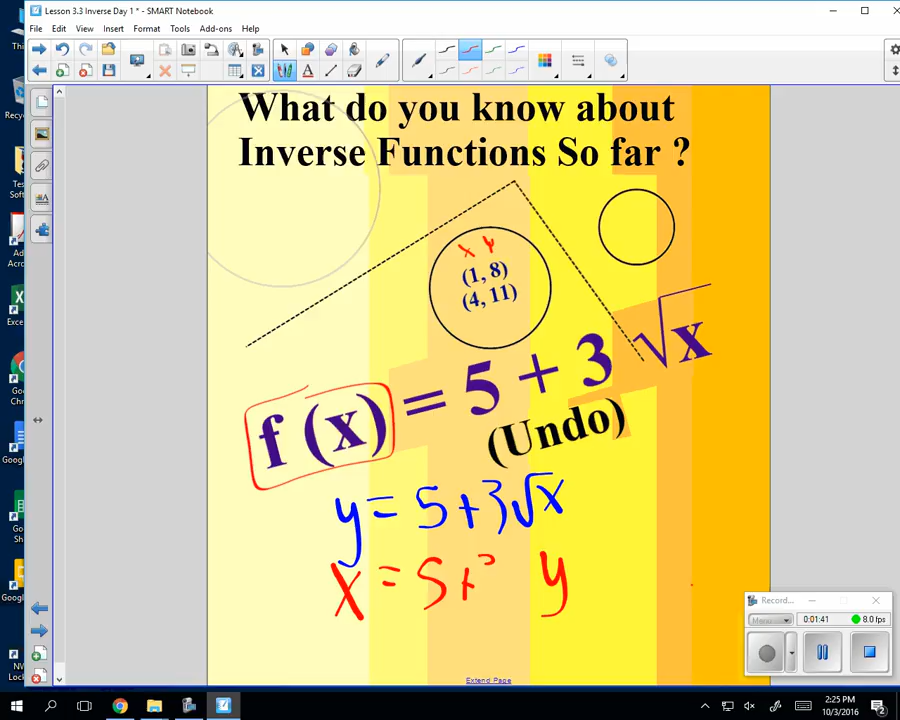 Lesson 3.3 Inverse Day 1 * - SMART Notebook
File Edit View Insert Format Tools Add-ons Help
What do you know about
Inverse Functions So far ?
x y
(1, 8)
(4, 11)
f (x) = 5 + 3 √x
(Undo)
y = 5 + 3√x
x = 5 + 3 y
Extend Page
Record...
Menu
0:01:41
8.0 fps
2:25 PM
10/3/2016
2